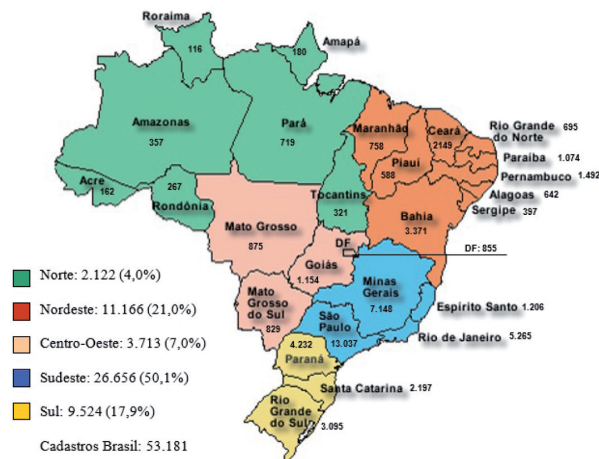 Roraima
116
180
Amapá
Amazonas
357
Pará
719
Maranhão
758
Ceará
2149
Rio Grande
do Norte
695
Piauí
588
Paraíba
1.074
Pernambuco
1.492
Acre
162
267
Rondônia
Tocantins
321
Alagoas
642
Sergipe
397
Mato Grosso
875
Bahia
3.371
DF
DF: 855
Goiás
1.154
Minas
Gerais
7.148
Mato
Grosso
do Sul
829
Espírito Santo
1.206
São
Paulo
13.037
Rio de Janeiro
5.265
4.232
Paraná
Santa Catarina
2.197
Rio
Grande
do Sul
3.095
Norte: 2.122 (4,0%)
Nordeste: 11.166 (21,0%)
Centro-Oeste: 3.713 (7,0%)
Sudeste: 26.656 (50,1%)
Sul: 9.524 (17,9%)
Cadastros Brasil: 53.181